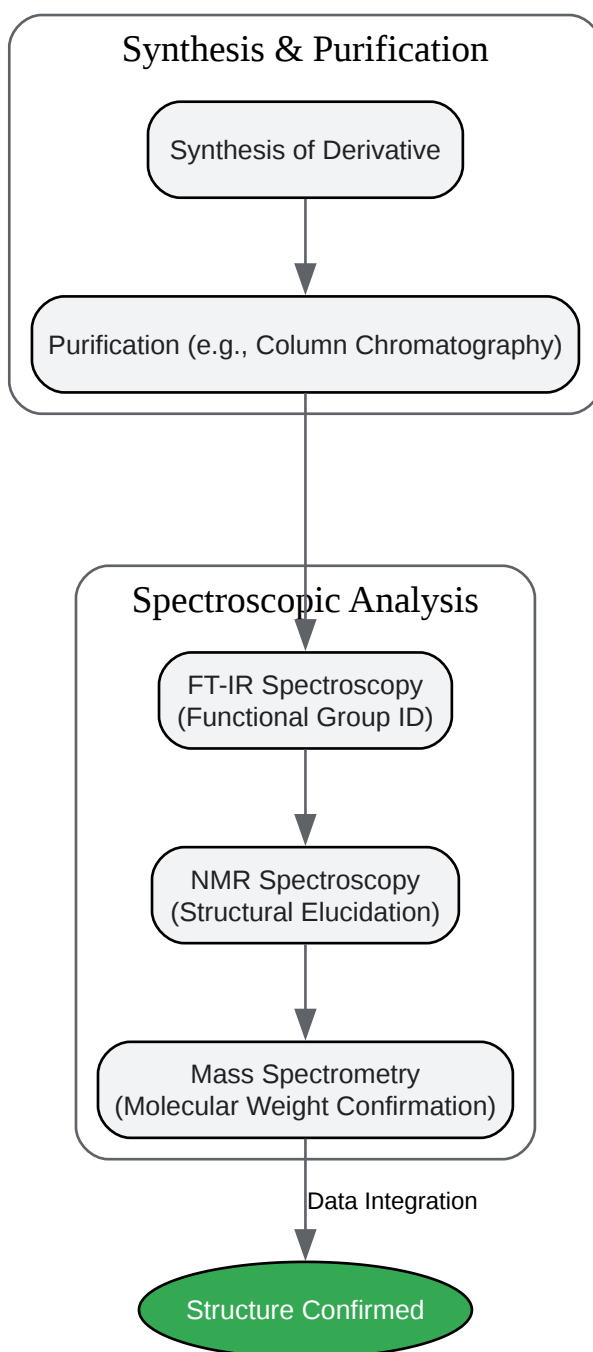 Synthesis & Purification
Synthesis of Derivative
Purification (e.g., Column Chromatography)
Spectroscopic Analysis
FT-IR Spectroscopy
(Functional Group ID)
NMR Spectroscopy
(Structural Elucidation)
Mass Spectrometry
(Molecular Weight Confirmation)
Data Integration
Structure Confirmed